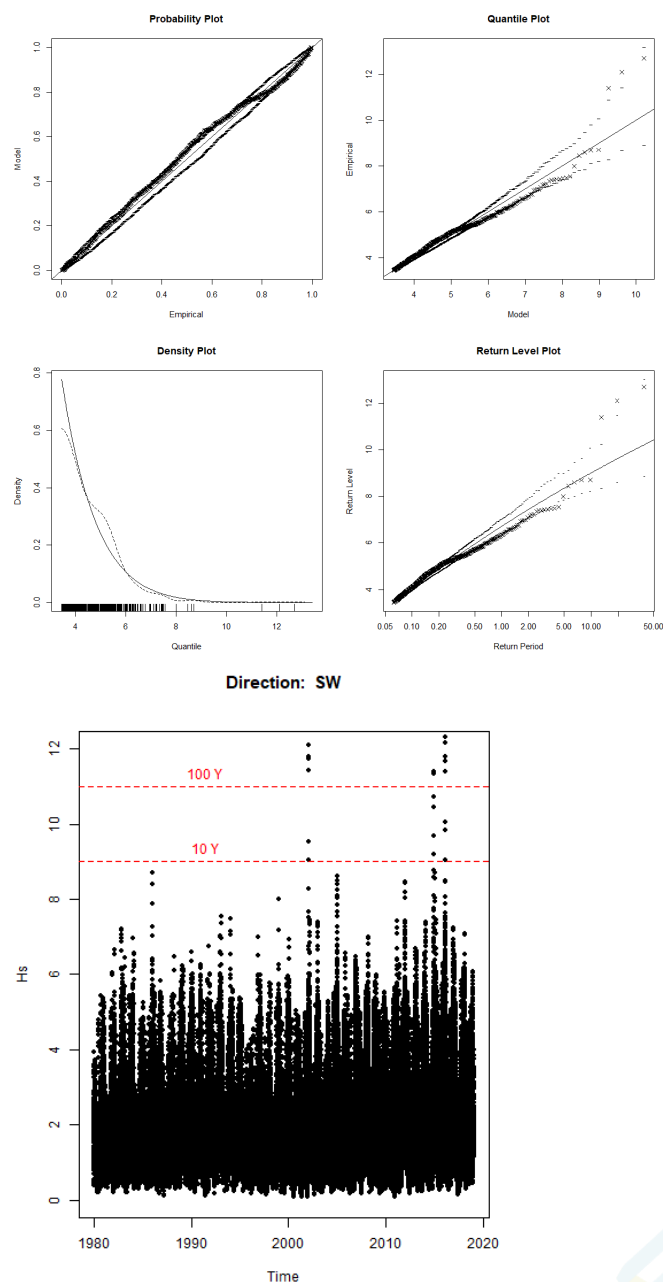 Probability Plot
Model
0.0 0.2 0.4 0.6 0.8 1.0
0.0 0.2 0.4 0.6 0.8 1.0
Empirical
Quantile Plot
Empirical
4 6 8 10 12
4 5 6 7 8 9 10
Model
Density Plot
Density
0.0 0.2 0.4 0.6 0.8
4 6 8 10 12
Quantile
Return Level Plot
Return Level
4 6 8 10 12
0.05 0.10 0.20 0.50 1.00 2.00 5.00 10.00 50.00
Return Period
Direction: SW
Hs
0 2 4 6 8 10 12
100 Y
10 Y
1980 1990 2000 2010 2020
Time